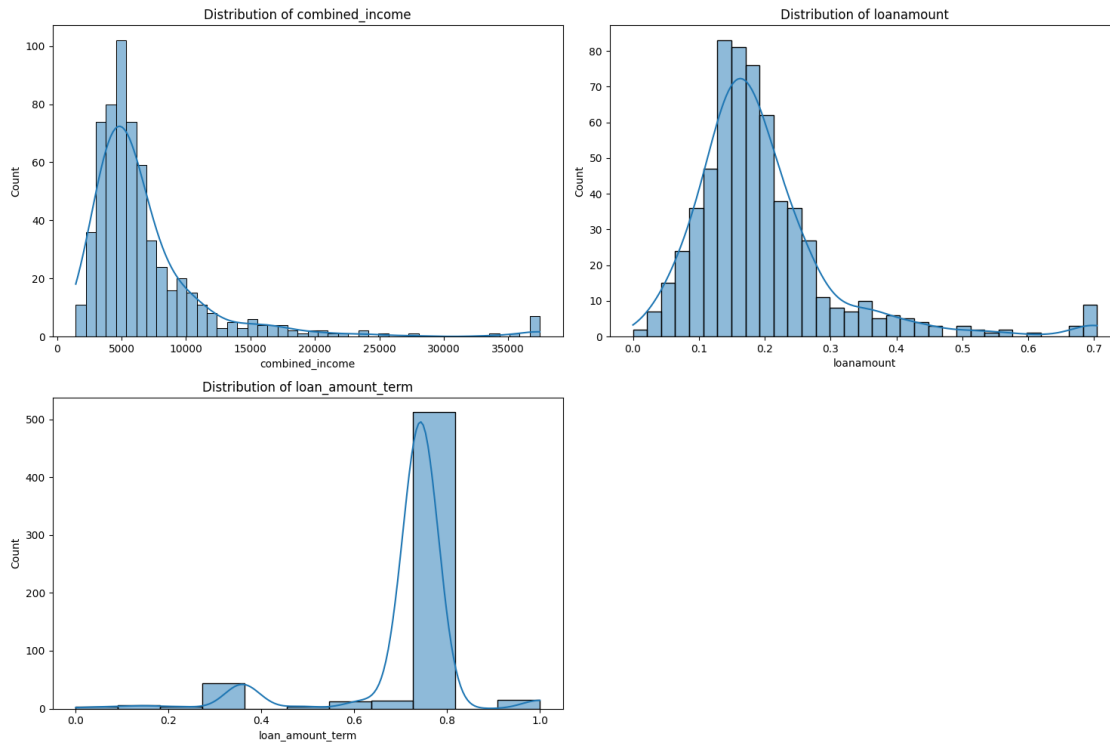 Distribution of combined_income
100
80
60
40
20
0
Count
0 5000 10000 15000 20000 25000 30000 35000
combined_income
Distribution of loanamount
80
70
60
50
40
30
20
10
0
Count
0.0 0.1 0.2 0.3 0.4 0.5 0.6 0.7
loanamount
Distribution of loan_amount_term
500
400
300
200
100
0
Count
0.0 0.2 0.4 0.6 0.8 1.0
loan_amount_term